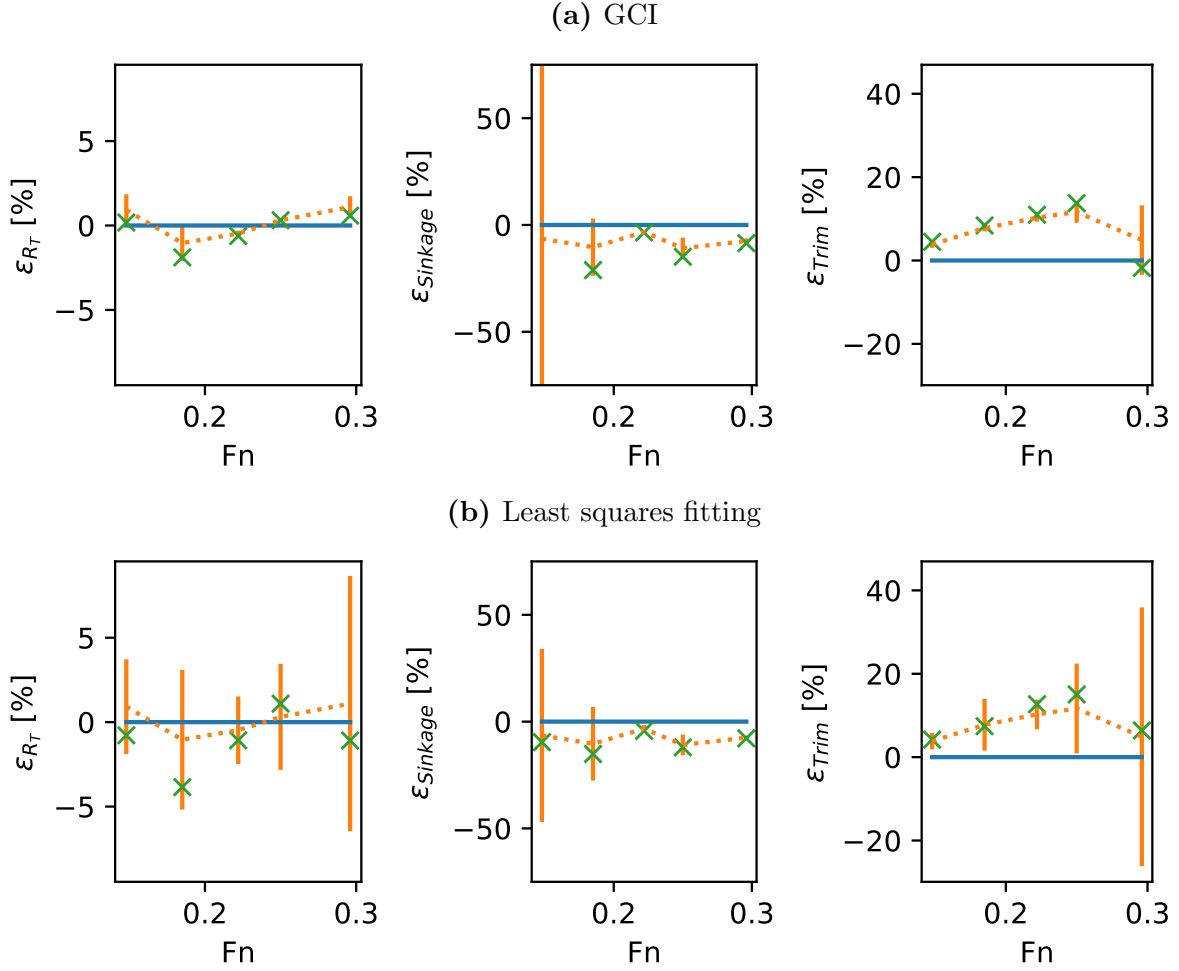 (a) GCI
5
0
−5
0.2
0.3
Fn
ε_{R_T} [%]
50
0
−50
0.2
0.3
Fn
ε_{Sinkage} [%]
40
20
0
−20
0.2
0.3
Fn
ε_{Trim} [%]
(b) Least squares fitting
5
0
−5
0.2
0.3
Fn
ε_{R_T} [%]
50
0
−50
0.2
0.3
Fn
ε_{Sinkage} [%]
40
20
0
−20
0.2
0.3
Fn
ε_{Trim} [%]